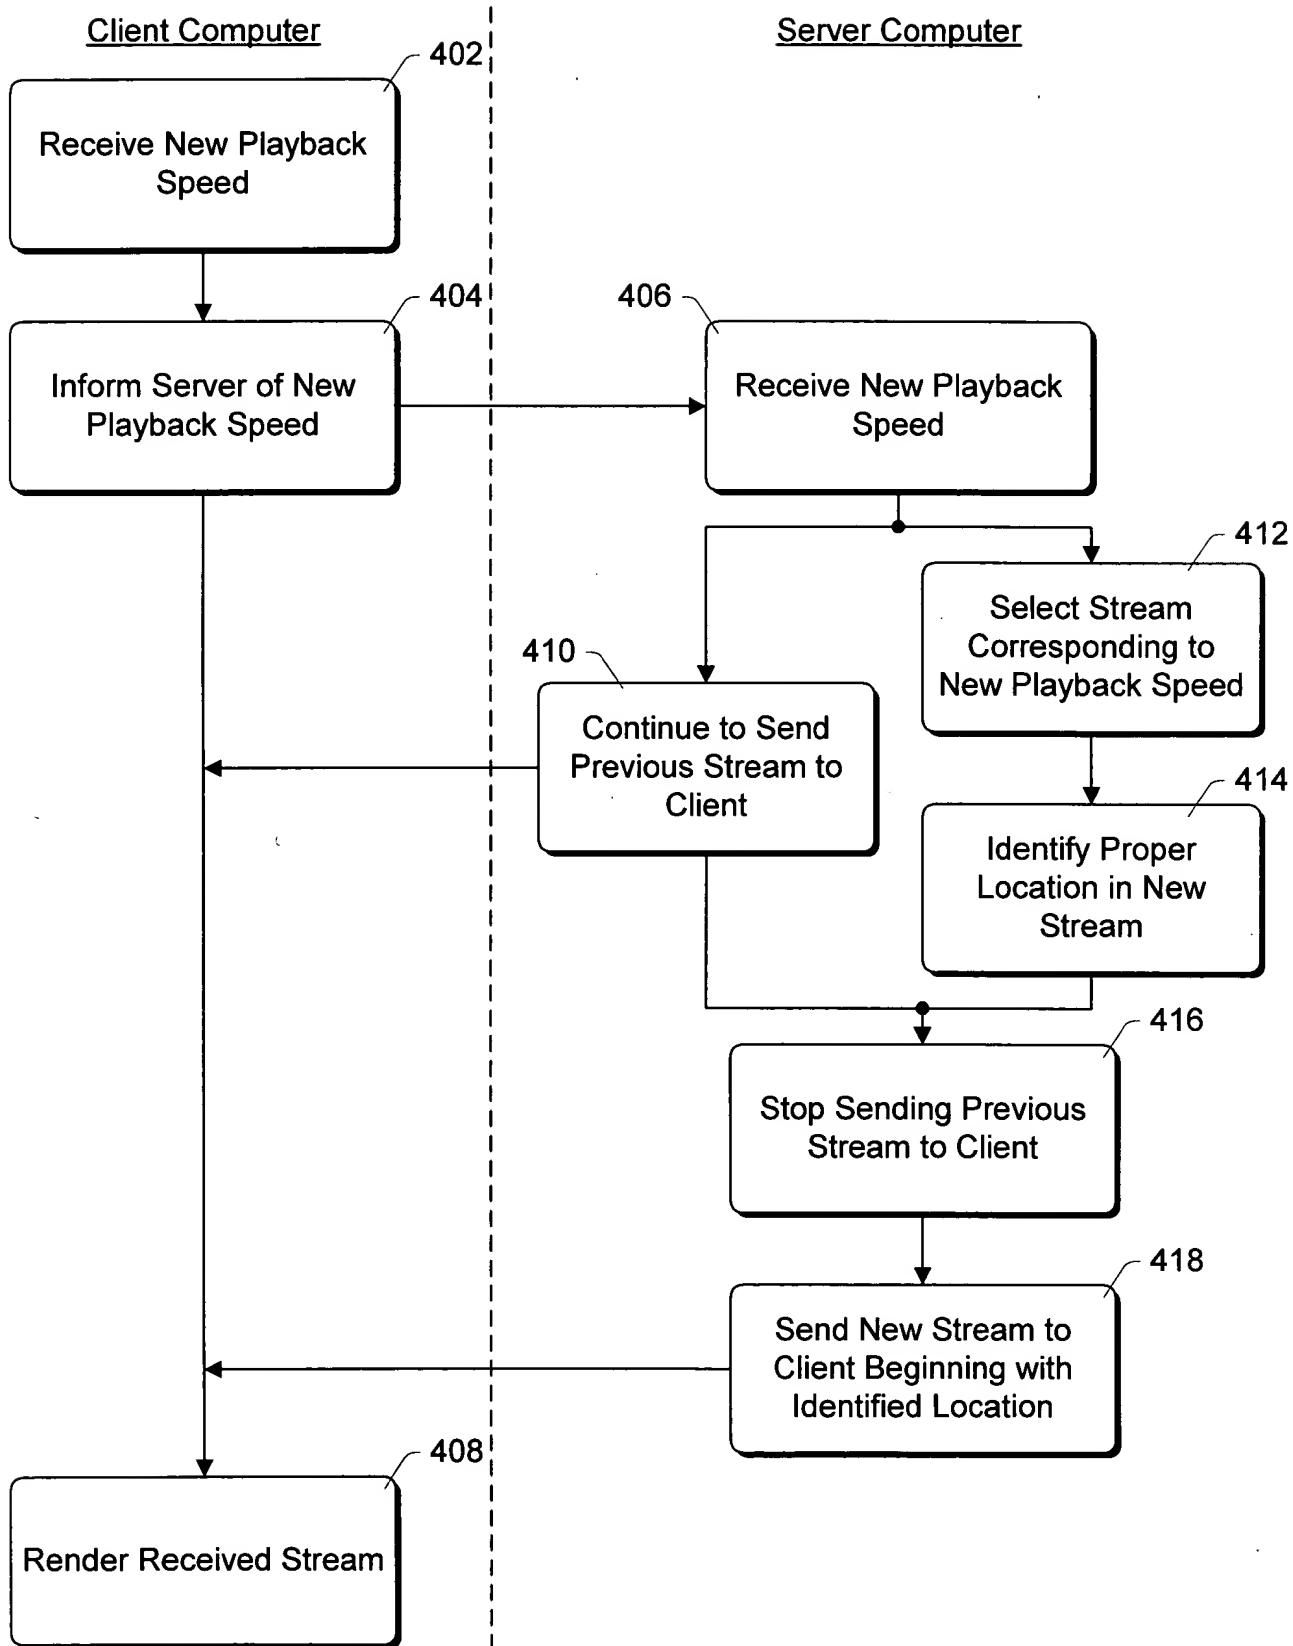 Client Computer
Server Computer
402
Receive New Playback
Speed
404
Inform Server of New
Playback Speed
406
Receive New Playback
Speed
412
Select Stream
Corresponding to
New Playback Speed
410
Continue to Send
Previous Stream to
Client
414
Identify Proper
Location in New
Stream
416
Stop Sending Previous
Stream to Client
418
Send New Stream to
Client Beginning with
Identified Location
408
Render Received Stream